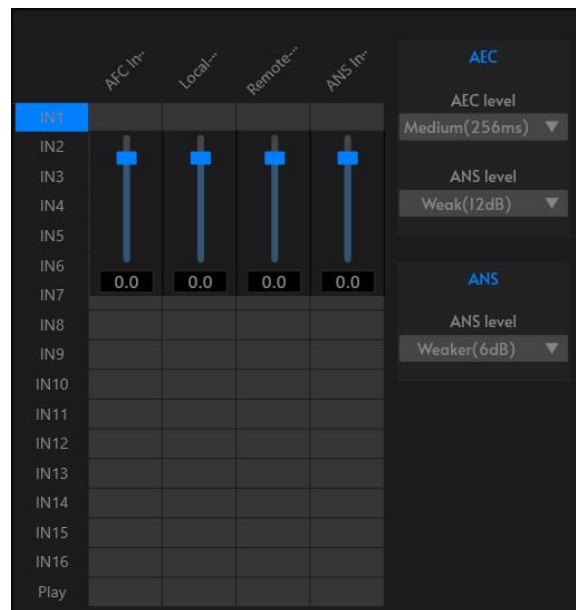 AFC In..
Local...
Remote...
ANS In..
IN1
IN2
IN3
IN4
IN5
IN6
IN7
IN8
IN9
IN10
IN11
IN12
IN13
IN14
IN15
IN16
Play
0.0
0.0
0.0
0.0
AEC
AEC level
Medium(256ms)
ANS level
Weak(12dB)
ANS
ANS level
Weaker(6dB)